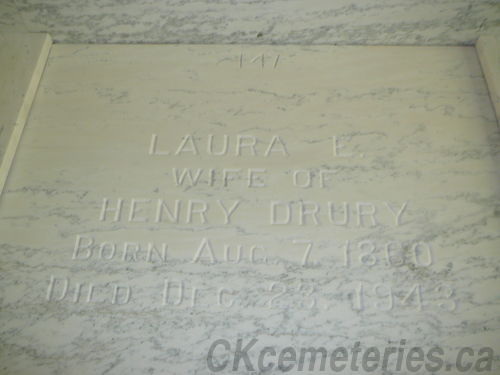 147
LAURA E.
WIFE OF
HENRY DRURY
BORN AUG. 7. 1860
DIED. DEC. 23. 1943
CKcemeteries.ca